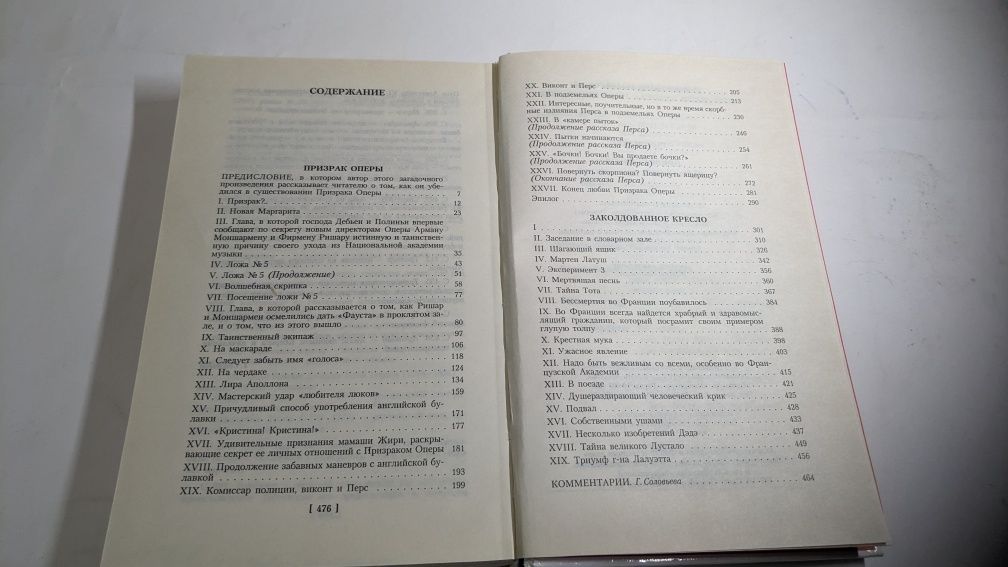 СОДЕРЖАНИЕ
ПРИЗРАК ОПЕРЫ
ПРЕДИСЛОВИЕ, в котором автор этого загадочного
произведения рассказывает читателю о том, как он убе-
дился в существовании Призрака Оперы . . . . . . . . . 7
I. Призрак?. . . . . . . . . . . . . . . . . . . . 12
II. Новая Маргарита . . . . . . . . . . . . . . . . 23
III. Глава, в которой господа Дебьен и Полиньи впервые
сообщают по секрету новым директорам Оперы Арману
Моншармену и Фирмену Ришару истинную и таинствен-
ную причину своего ухода из Национальной академии
музыки . . . . . . . . . . . . . . . . . . . . 35
IV. Ложа № 5 . . . . . . . . . . . . . . . . . . . 43
V. Ложа № 5 (Продолжение) . . . . . . . . . . . . . 51
VI. Волшебная скрипка . . . . . . . . . . . . . . . 58
VII. Посещение ложи № 5 . . . . . . . . . . . . . . 77
VIII. Глава, в которой рассказывается о том, как Ришар
и Моншармен осмелились дать «Фауста» в проклятом за-
ле, и о том, что из этого вышло . . . . . . . . . . 80
IX. Таинственный экипаж . . . . . . . . . . . . . . 97
X. На маскараде . . . . . . . . . . . . . . . . . . 106
XI. Следует забыть имя «голоса» . . . . . . . . . . 118
XII. На чердаке . . . . . . . . . . . . . . . . . . 124
XIII. Лира Аполлона . . . . . . . . . . . . . . . . 134
XIV. Мастерский удар «любителя люков» . . . . . . . . 159
XV. Причудливый способ употребления английской бу-
лавки . . . . . . . . . . . . . . . . . . . . . 171
XVI. «Кристина! Кристина!» . . . . . . . . . . . . . 177
XVII. Удивительные признания мамаши Жири, раскры-
вающие секрет ее личных отношений с Призраком Оперы 181
XVIII. Продолжение забавных маневров с английской бу-
лавкой . . . . . . . . . . . . . . . . . . . . 193
XIX. Комиссар полиции, виконт и Перс . . . . . . . . 199
[ 476 ]
XX. Виконт и Перс . . . . . . . . . . . . . . . . . 205
XXI. В подземельях Оперы . . . . . . . . . . . . . . 213
XXII. Интересные, поучительные, но в то же время скорб-
ные излияния Перса в подземельях Оперы . . . . . . . 230
XXIII. В «камере пыток»
(Продолжение рассказа Перса) . . . . . . . . . . . 246
XXIV. Пытки начинаются
(Продолжение рассказа Перса) . . . . . . . . . . . 254
XXV. «Бочки! Бочки! Вы продаете бочки?»
(Продолжение рассказа Перса) . . . . . . . . . . . 261
XXVI. Повернуть скорпиона? Повернуть ящерицу?
(Окончание рассказа Перса) . . . . . . . . . . . . 272
XXVII. Конец любви Призрака Оперы . . . . . . . . . . 281
Эпилог . . . . . . . . . . . . . . . . . . . . . 290
ЗАКОЛДОВАННОЕ КРЕСЛО
I . . . . . . . . . . . . . . . . . . . . . . . 301
II. Заседание в словарном зале . . . . . . . . . . . 310
III. Шагающий ящик . . . . . . . . . . . . . . . . . 326
IV. Мартен Латуш . . . . . . . . . . . . . . . . . . 342
V. Эксперимент 3 . . . . . . . . . . . . . . . . . . 356
VI. Мертвящая песнь . . . . . . . . . . . . . . . . 360
VII. Тайна Тота . . . . . . . . . . . . . . . . . . 367
VIII. Бессмертия во Франции поубавилось . . . . . . . 384
IX. Во Франции всегда найдется храбрый и здравомыс-
лящий гражданин, который посрамит своим примером
глупую толпу . . . . . . . . . . . . . . . . . . 388
X. Крестная мука . . . . . . . . . . . . . . . . . . 398
XI. Ужасное явление . . . . . . . . . . . . . . . . 403
XII. Надо быть вежливым со всеми, особенно во Фран-
цузской Академии . . . . . . . . . . . . . . . . 415
XIII. В поезде . . . . . . . . . . . . . . . . . . . 421
XIV. Душераздирающий человеческий крик . . . . . . . 425
XV. Подвал . . . . . . . . . . . . . . . . . . . . . 428
XVI. Собственными ушами . . . . . . . . . . . . . . . 433
XVII. Несколько изобретений Дэдэ . . . . . . . . . . 437
XVIII. Тайна великого Лустало . . . . . . . . . . . . 449
XIX. Триумф г-на Лалуэтта . . . . . . . . . . . . . . 456
КОММЕНТАРИИ. Г. Соловьева . . . . . . . . . . . . . 464